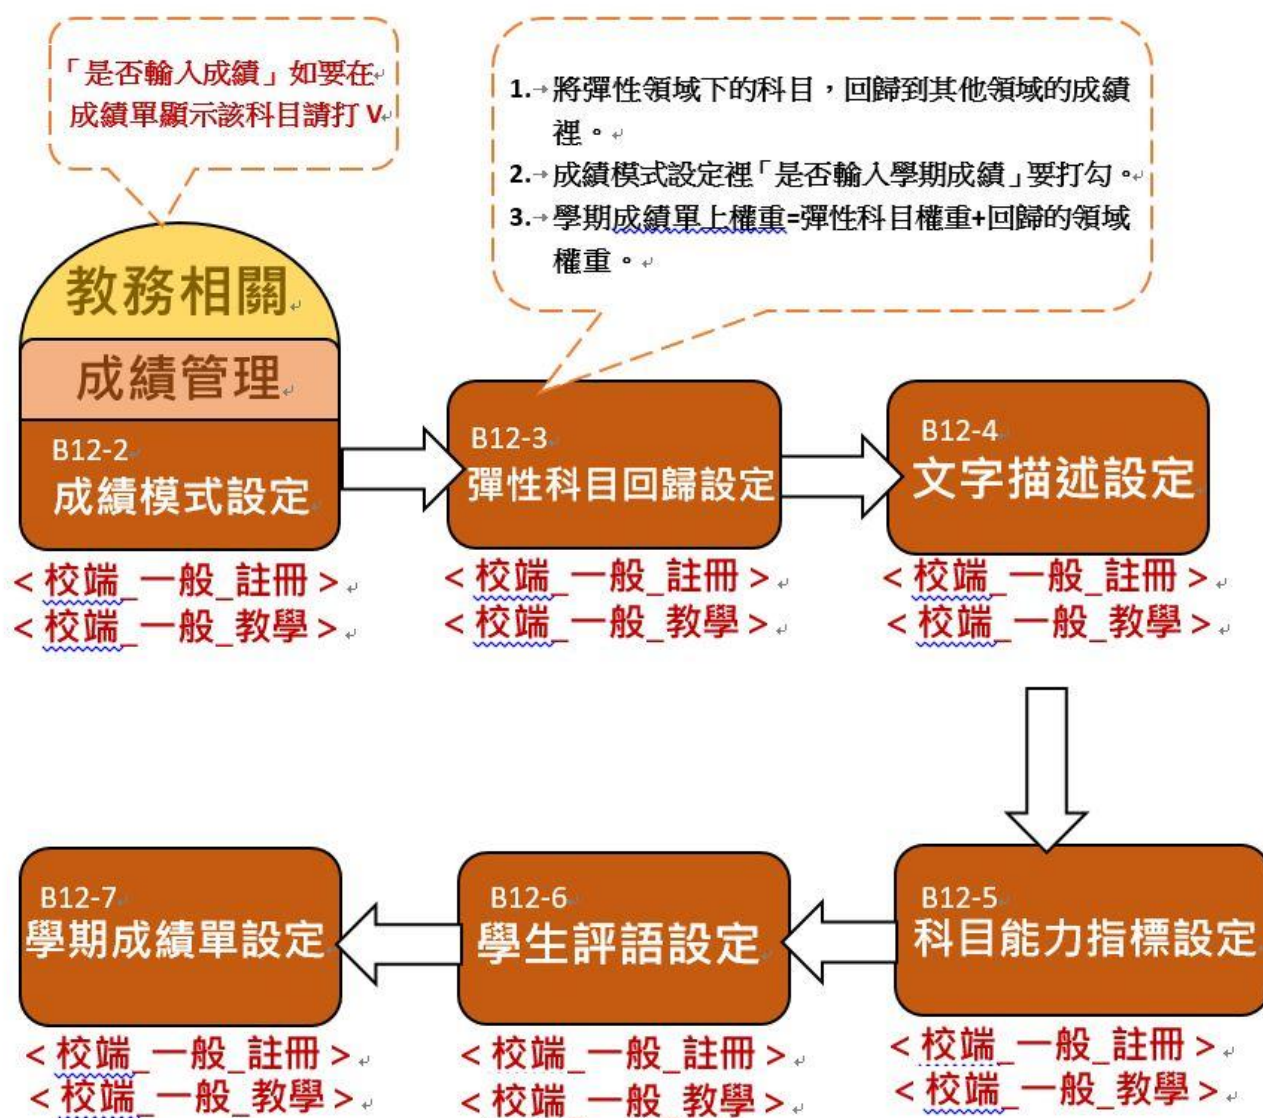 「是否輸入成績」如要在
成績單顯示該科目請打 V
1. 將彈性領域下的科目，回歸到其他領域的成績
裡。
2. 成績模式設定裡「是否輸入學期成績」要打勾。
3. 學期成績單上權重=彈性科目權重+回歸的領域
權重。
教務相關
成績管理
B12-2
成績模式設定
<校端_一般_註冊>
<校端_一般_教學>
B12-3
彈性科目回歸設定
<校端_一般_註冊>
<校端_一般_教學>
B12-4
文字描述設定
<校端_一般_註冊>
<校端_一般_教學>
B12-5
科目能力指標設定
<校端_一般_註冊>
<校端_一般_教學>
B12-6
學生評語設定
<校端_一般_註冊>
<校端_一般_教學>
B12-7
學期成績單設定
<校端_一般_註冊>
<校端_一般_教學>